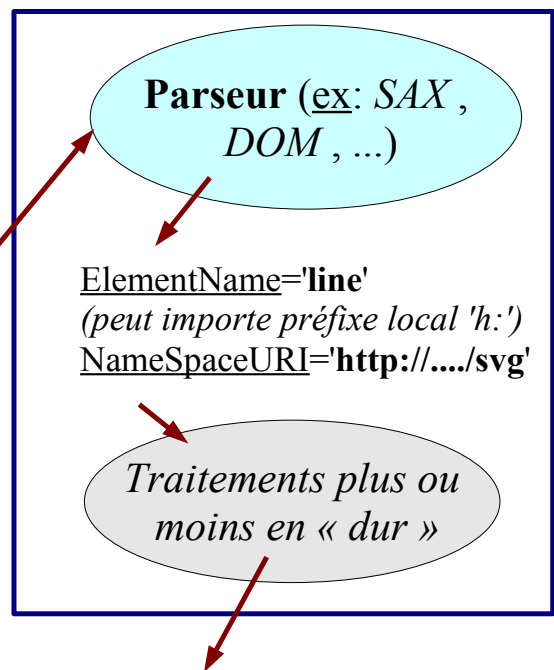 Parseur (ex: SAX ,
DOM , ...)
ElementName='line'
(peut importe préfixe local 'h:')
NameSpaceURI='http://..../svg'
Traitements plus ou
moins en « dur »